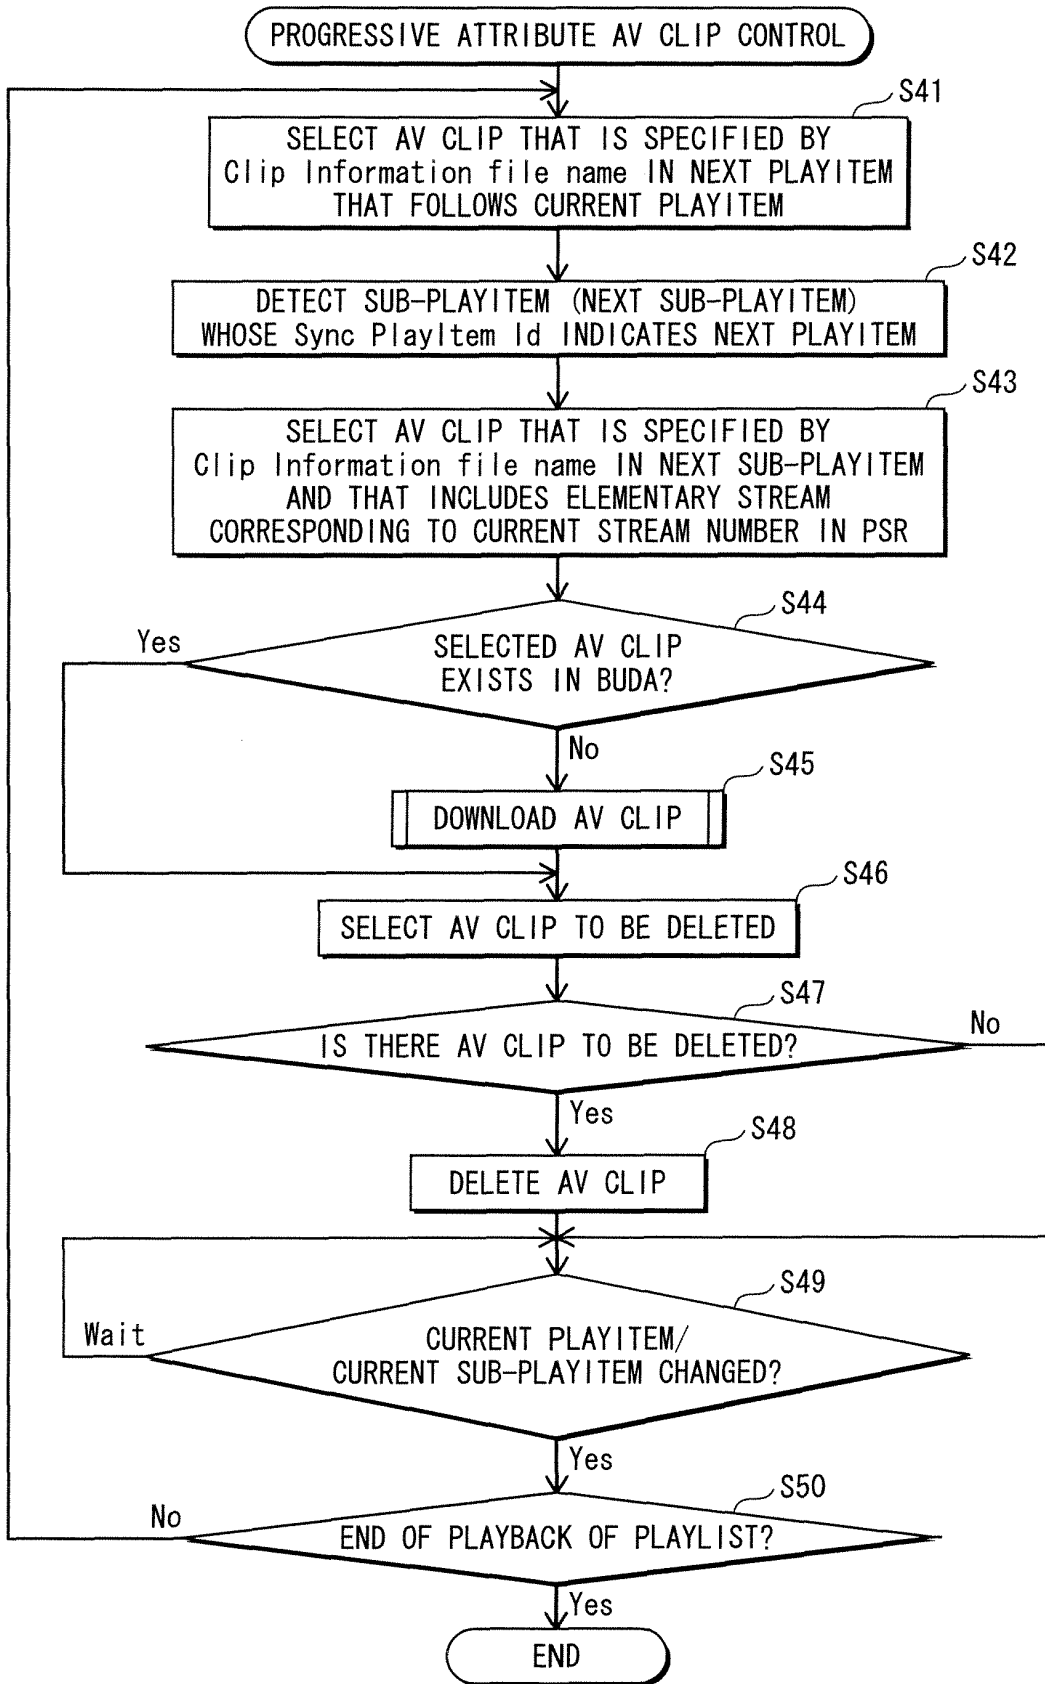 PROGRESSIVE ATTRIBUTE AV CLIP CONTROL
S41
SELECT AV CLIP THAT IS SPECIFIED BY
Clip Information file name IN NEXT PLAYITEM
THAT FOLLOWS CURRENT PLAYITEM
S42
DETECT SUB-PLAYITEM (NEXT SUB-PLAYITEM)
WHOSE Sync PlayItem Id INDICATES NEXT PLAYITEM
S43
SELECT AV CLIP THAT IS SPECIFIED BY
Clip Information file name IN NEXT SUB-PLAYITEM
AND THAT INCLUDES ELEMENTARY STREAM
CORRESPONDING TO CURRENT STREAM NUMBER IN PSR
S44
Yes
SELECTED AV CLIP
EXISTS IN BUDA?
No
S45
DOWNLOAD AV CLIP
S46
SELECT AV CLIP TO BE DELETED
S47
No
IS THERE AV CLIP TO BE DELETED?
Yes
S48
DELETE AV CLIP
S49
Wait
CURRENT PLAYITEM/
CURRENT SUB-PLAYITEM CHANGED?
Yes
S50
No
END OF PLAYBACK OF PLAYLIST?
Yes
END